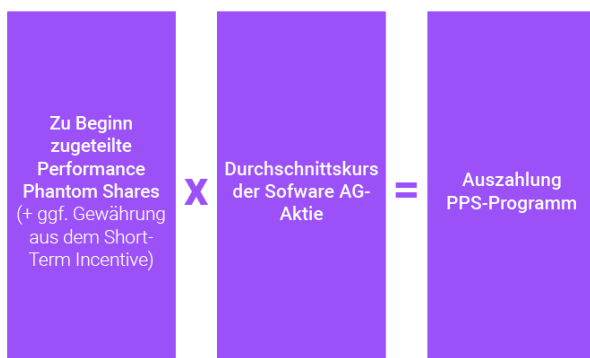 Zu Beginn
zugeteilte
Performance
Phantom Shares
(+ ggf. Gewährung
aus dem Short-
Term Incentive)
x
Durchschnittskurs
der Sofware AG-
Aktie
=
Auszahlung
PPS-Programm